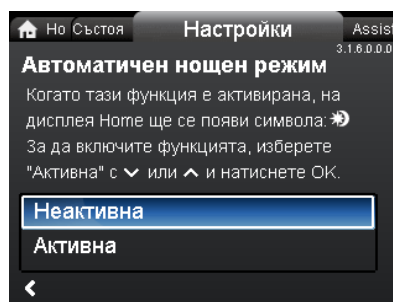 Но Състоя Настройки Assist
3.1.6.0.0.0
Автоматичен нощен режим
Когато тази функция е активирана, на
дисплея Home ще се появи символа:
За да включите функцията, изберете
"Активна" с или и натиснете OK.
Неактивна
Активна